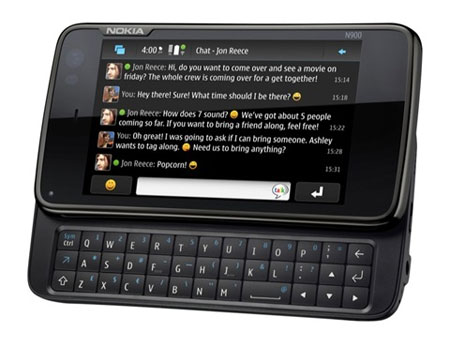 NOKIA
N900
4:00 Chat - Jon Reece
Jon Reece: Hi, do you want to come over and see a movie on
friday? The whole crew is coming over for a get together!
15:14
You: Hey there! Sure! What time should I be there?
15:18
Jon Reece: How does 7 sound? We've got about 5 people
coming so far. If you want to bring a friend along, feel free!
15:22
You: Oh great! I was going to ask if I can bring someone. Ashley
wants to tag along. Need us to bring anything?
15:28
Jon Reece: Popcorn!
15:31
talk
Sym
Ctrl Q W E R T Y U I O P
A S D F G H J K L
Z X C V B N M